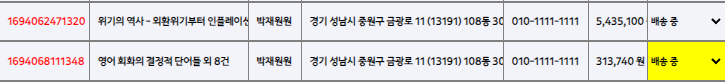 1694062471320 위기의 역사 - 외환위기부터 인플레이션 박재원원 경기 성남시 중원구 금광로 11 (13191) 108동 30 010-1111-1111 5,435,100 배송 중
1694068111348 영어 회화의 결정적 단어들 외 8건 박재원원 경기 성남시 중원구 금광로 11 (13191) 108동 30 010-1111-1111 313,740 원 배송 중